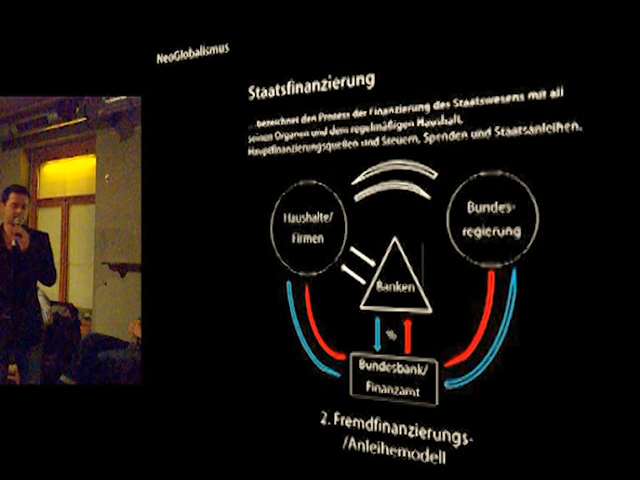 NeoGlobalismus
Staatsfinanzierung
...bezeichnet den Prozess der Finanzierung des Staatswesens mit all
seinen Organen und dem regelmäßigen Haushalt.
Hauptfinanzierungsquellen sind Steuern, Spenden und Staatsanleihen.
Haushalte/
Firmen
Bundes-
regierung
Banken
%
Bundesbank/
Finanzamt
2. Fremdfinanzierungs-
/Anleihemodell